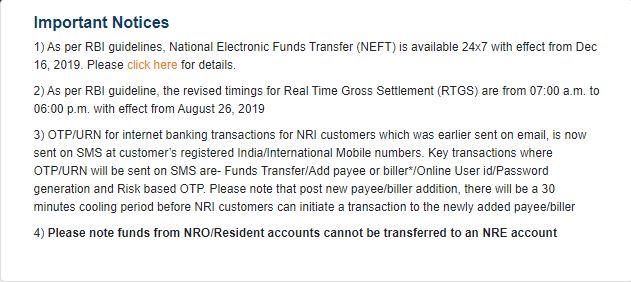 Important Notices
1) As per RBI guidelines, National Electronic Funds Transfer (NEFT) is available 24x7 with effect from Dec
16, 2019. Please click here for details.
2) As per RBI guideline, the revised timings for Real Time Gross Settlement (RTGS) are from 07:00 a.m. to
06:00 p.m. with effect from August 26, 2019
3) OTP/URN for internet banking transactions for NRI customers which was earlier sent on email, is now
sent on SMS at customer's registered India/International Mobile numbers. Key transactions where
OTP/URN will be sent on SMS are- Funds Transfer/Add payee or biller*/Online User id/Password
generation and Risk based OTP. Please note that post new payee/biller addition, there will be a 30
minutes cooling period before NRI customers can initiate a transaction to the newly added payee/biller
4) Please note funds from NRO/Resident accounts cannot be transferred to an NRE account